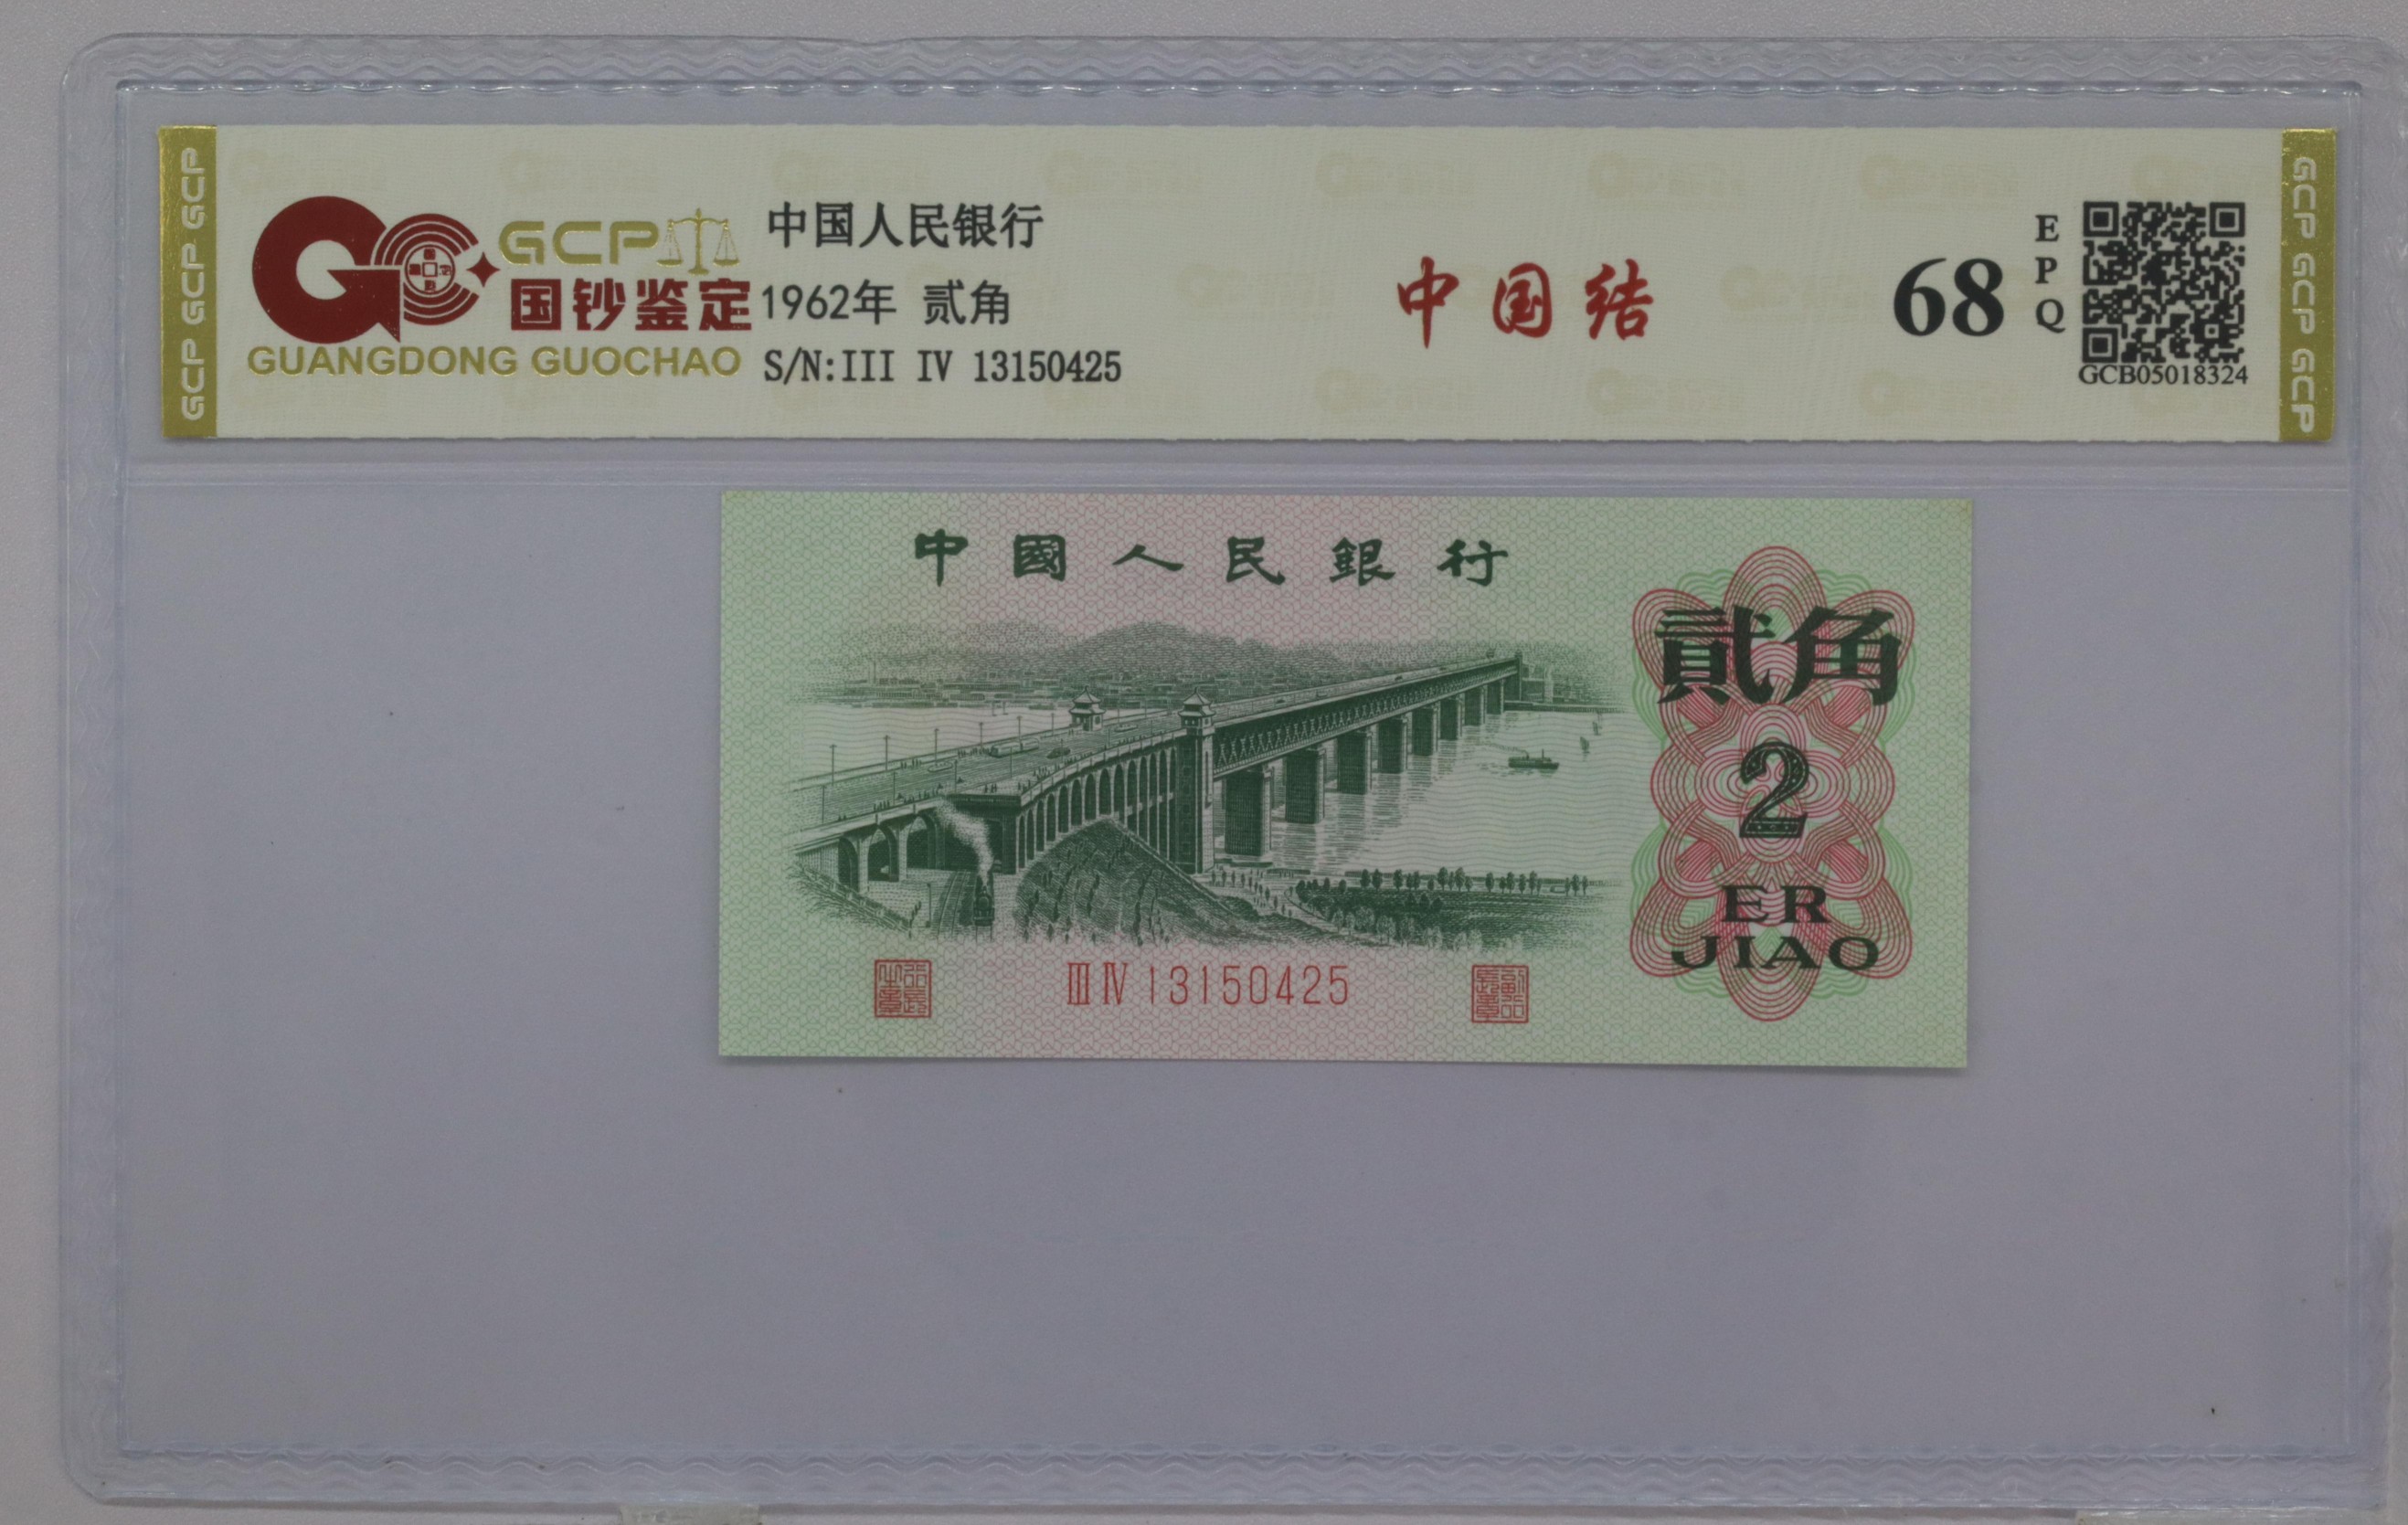 GCP GCP GCP
GCP
国钞鉴定
GUANGDONG GUOCHAO
中国人民银行
1962年 贰角
S/N:III IV 13150425
中国结
68
EPQ
GCB05018324
GCP GCP GCP
中國人民銀行
貳角
2
ER
JIAO
III IV 13150425